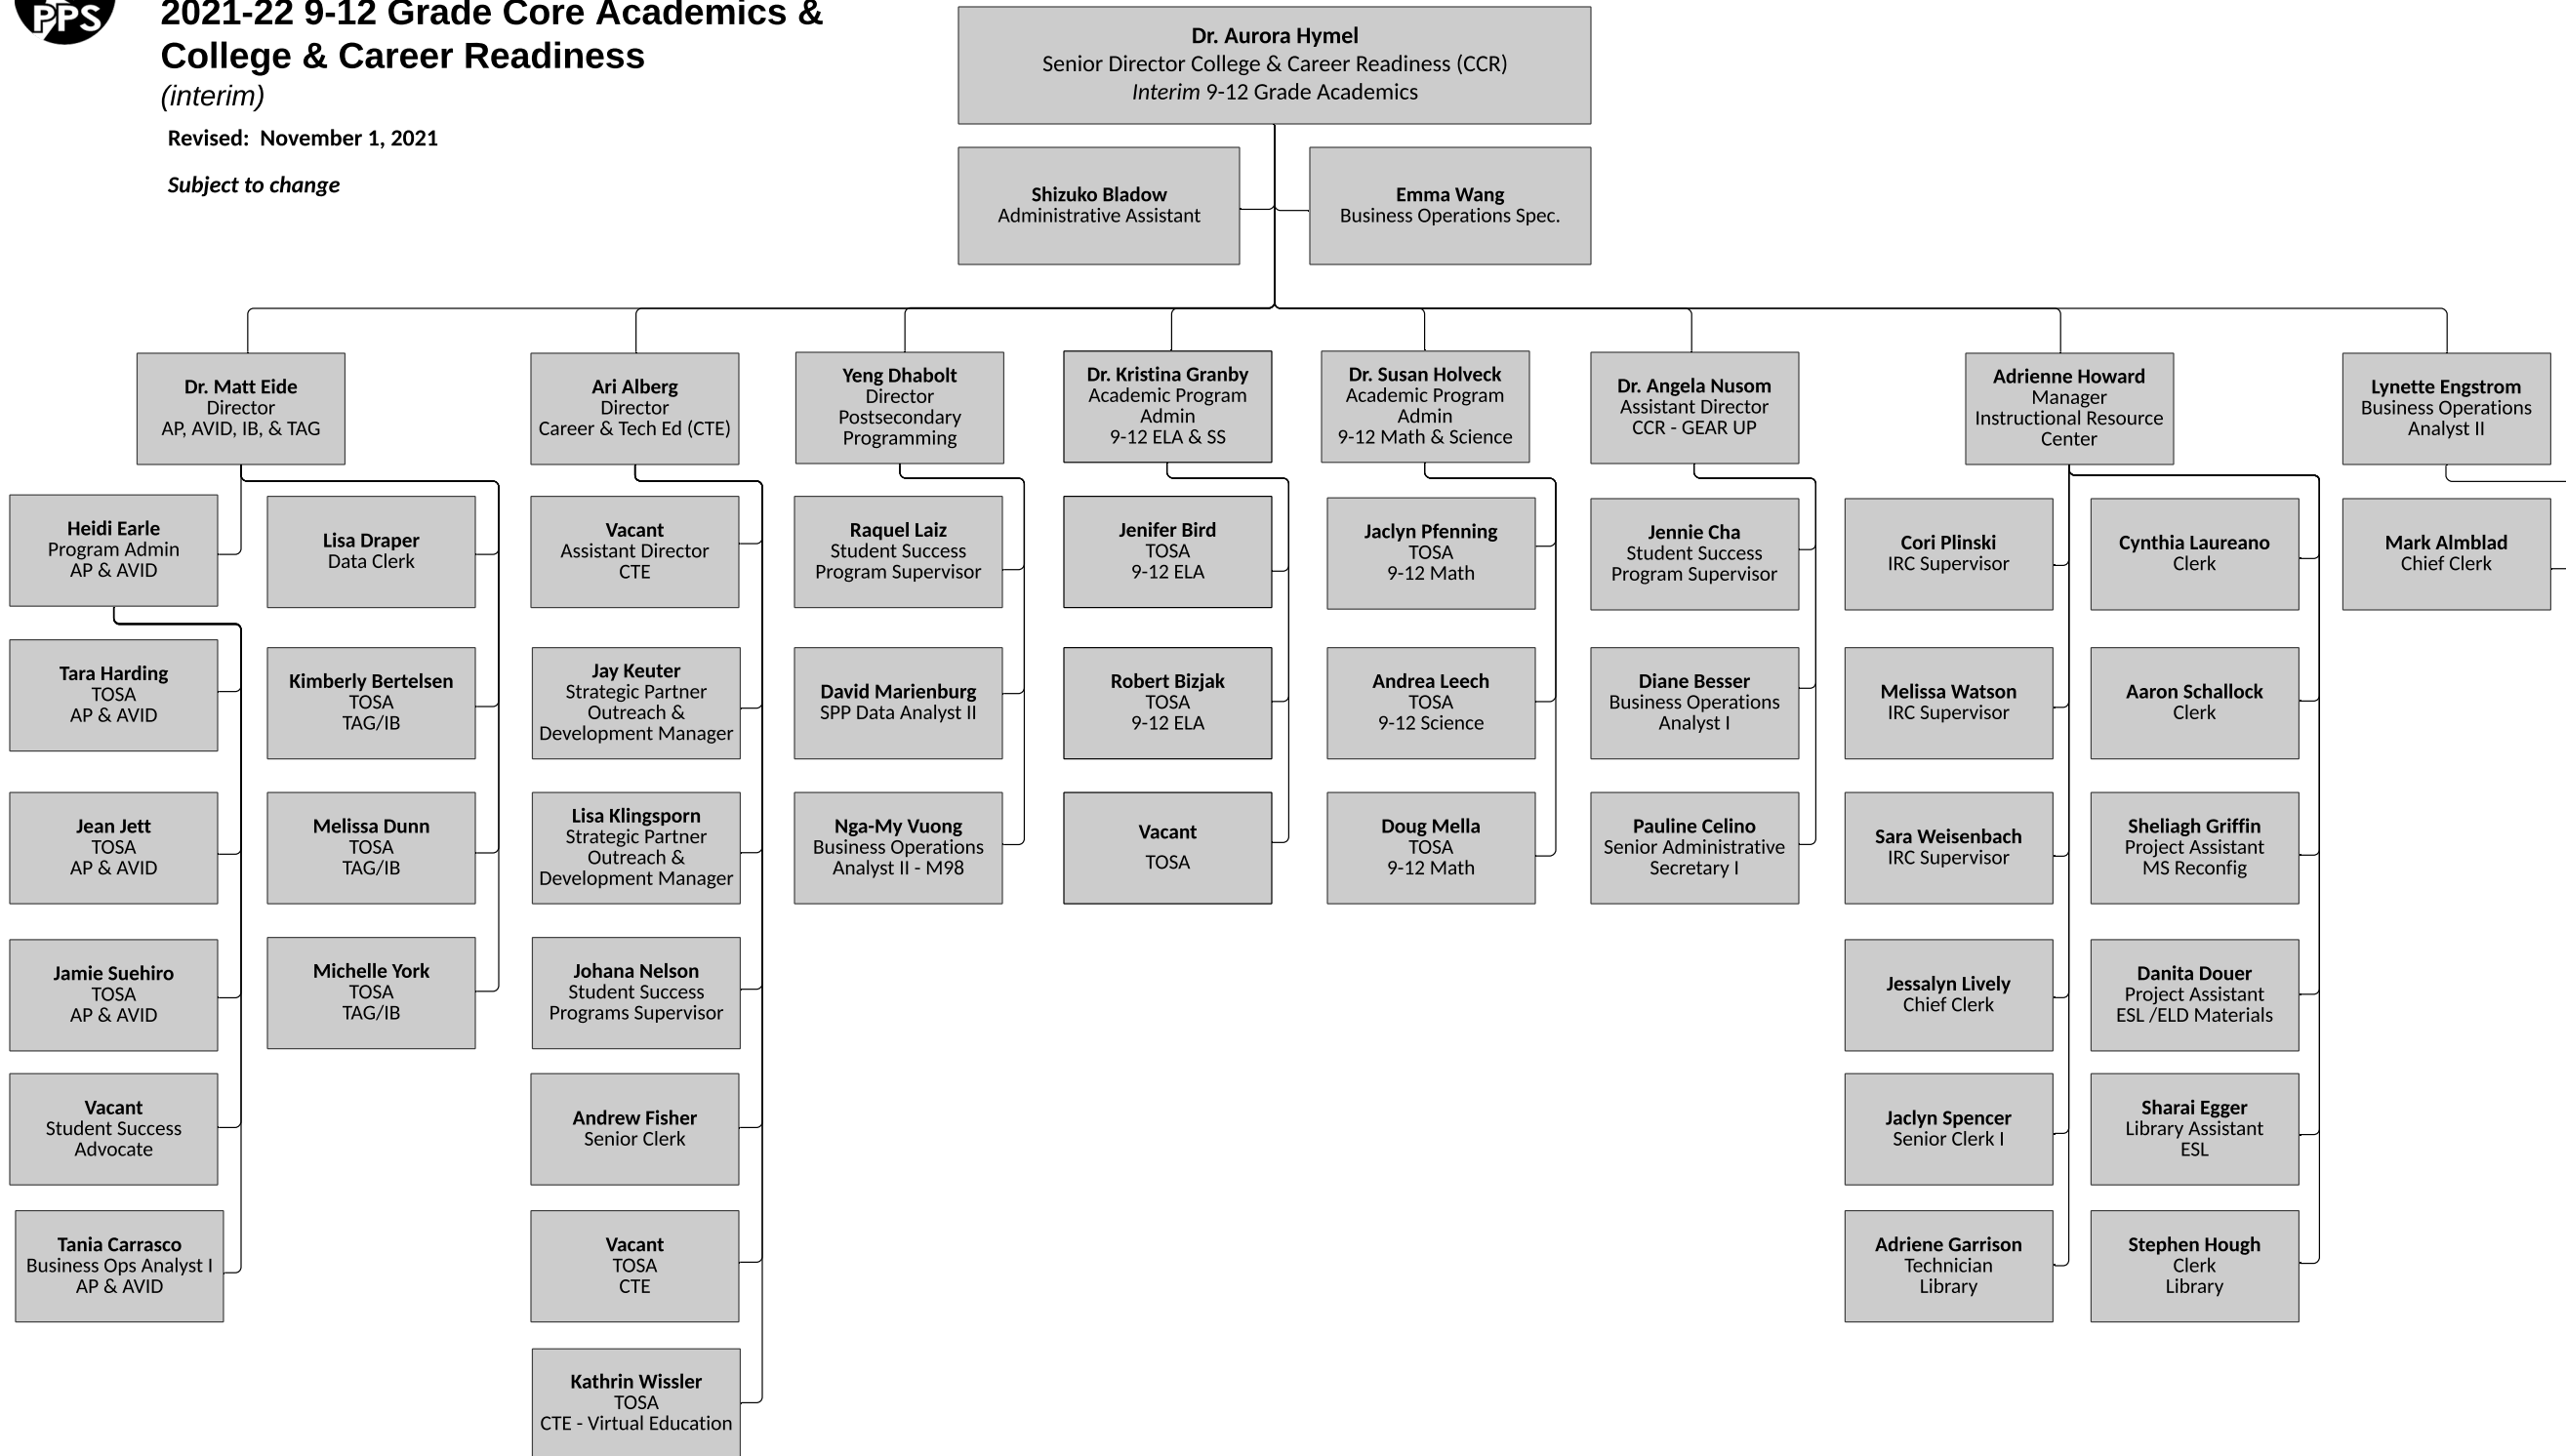 PPS
2021-22 9-12 Grade Core Academics &
College & Career Readiness
(interim)
Revised:  November 1, 2021
Subject to change
Dr. Aurora Hymel
Senior Director College & Career Readiness (CCR)
Interim 9-12 Grade Academics
Shizuko Bladow
Administrative Assistant
Emma Wang
Business Operations Spec.
Dr. Matt Eide
Director
AP, AVID, IB, & TAG
Ari Alberg
Director
Career & Tech Ed (CTE)
Yeng Dhabolt
Director
Postsecondary
Programming
Dr. Kristina Granby
Academic Program
Admin
9-12 ELA & SS
Dr. Susan Holveck
Academic Program
Admin
9-12 Math & Science
Dr. Angela Nusom
Assistant Director
CCR - GEAR UP
Adrienne Howard
Manager
Instructional Resource
Center
Lynette Engstrom
Business Operations
Analyst II
Heidi Earle
Program Admin
AP & AVID
Tara Harding
TOSA
AP & AVID
Jean Jett
TOSA
AP & AVID
Jamie Suehiro
TOSA
AP & AVID
Vacant
Student Success
Advocate
Tania Carrasco
Business Ops Analyst I
AP & AVID
Lisa Draper
Data Clerk
Kimberly Bertelsen
TOSA
TAG/IB
Melissa Dunn
TOSA
TAG/IB
Michelle York
TOSA
TAG/IB
Vacant
Assistant Director
CTE
Jay Keuter
Strategic Partner
Outreach &
Development Manager
Lisa Klingsporn
Strategic Partner
Outreach &
Development Manager
Johana Nelson
Student Success
Programs Supervisor
Andrew Fisher
Senior Clerk
Vacant
TOSA
CTE
Kathrin Wissler
TOSA
CTE - Virtual Education
Raquel Laiz
Student Success
Program Supervisor
David Marienburg
SPP Data Analyst II
Nga-My Vuong
Business Operations
Analyst II - M98
Jenifer Bird
TOSA
9-12 ELA
Robert Bizjak
TOSA
9-12 ELA
Vacant
TOSA
Jaclyn Pfenning
TOSA
9-12 Math
Andrea Leech
TOSA
9-12 Science
Doug Mella
TOSA
9-12 Math
Jennie Cha
Student Success
Program Supervisor
Diane Besser
Business Operations
Analyst I
Pauline Celino
Senior Administrative
Secretary I
Cori Plinski
IRC Supervisor
Melissa Watson
IRC Supervisor
Sara Weisenbach
IRC Supervisor
Jessalyn Lively
Chief Clerk
Jaclyn Spencer
Senior Clerk I
Adriene Garrison
Technician
Library
Cynthia Laureano
Clerk
Aaron Schallock
Clerk
Sheliagh Griffin
Project Assistant
MS Reconfig
Danita Douer
Project Assistant
ESL /ELD Materials
Sharai Egger
Library Assistant
ESL
Stephen Hough
Clerk
Library
Mark Almblad
Chief Clerk